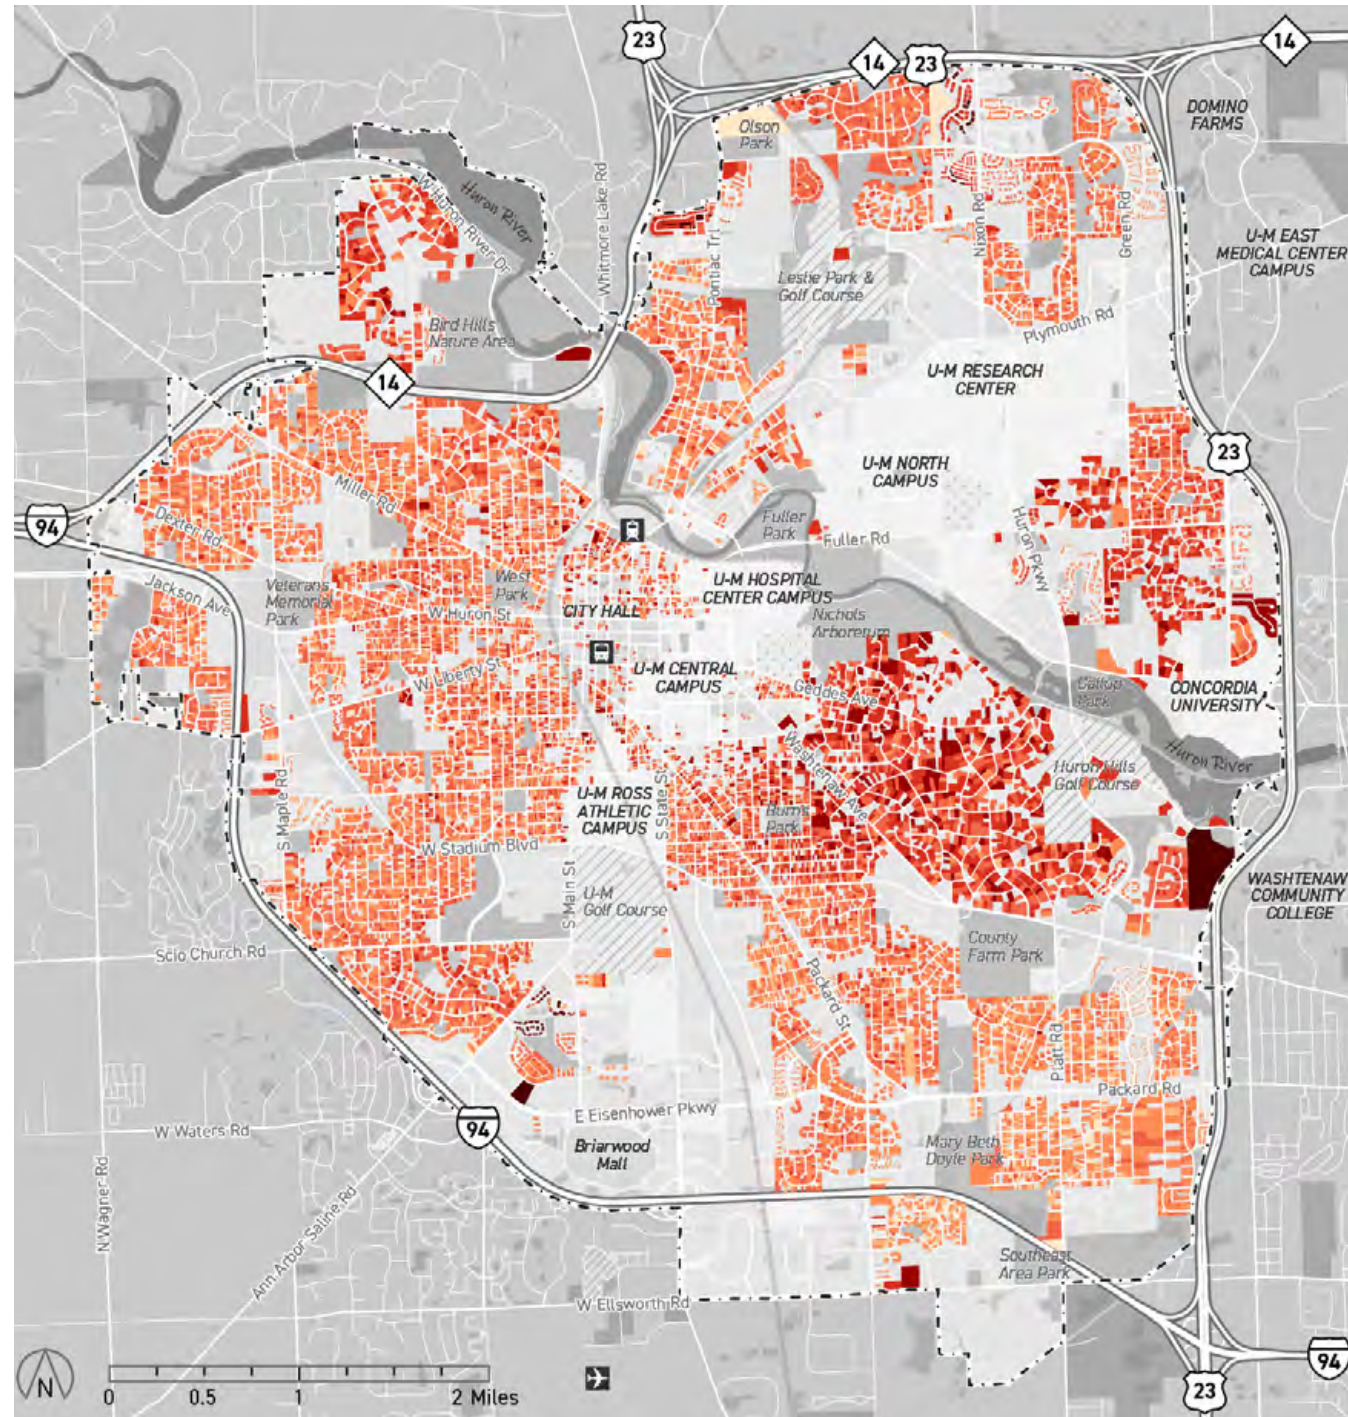 23
14
14
23
DOMINO
FARMS
Olson
Park
Huron River
W Huron River Dr
Whitmore Lake Rd
Pontiac Trl
Nixon Rd
Green Rd
U-M EAST
MEDICAL CENTER
CAMPUS
Leslie Park &
Golf Course
Bird Hills
Nature Area
Plymouth Rd
14
U-M RESEARCH
CENTER
23
U-M NORTH
CAMPUS
Miller Rd
94
Dexter Rd
Fuller
Park
Fuller Rd
Huron Pkwy
Jackson Ave
Veterans
Memorial
Park
West
Park
W Huron St
CITY HALL
U-M HOSPITAL
CENTER CAMPUS
Nichols
Arboretum
W Liberty St
U-M CENTRAL
CAMPUS
Geddes Ave
Gallup
Park
CONCORDIA
UNIVERSITY
Washtenaw Ave
Huron River
Huron Hills
Golf Course
S Maple Rd
U-M ROSS
ATHLETIC
CAMPUS
S State St
Burns
Park
W Stadium Blvd
S Main St
U-M
Golf Course
WASHTENAW
COMMUNITY
COLLEGE
Scio Church Rd
County
Farm Park
Packard St
Platt Rd
Packard Rd
E Eisenhower Pkwy
94
W Waters Rd
Briarwood
Mall
Mary Beth
Doyle Park
N Wagner Rd
Ann Arbor Saline Rd
Southeast
Area Park
W Ellsworth Rd
N
0 0.5 1 2 Miles
94
23